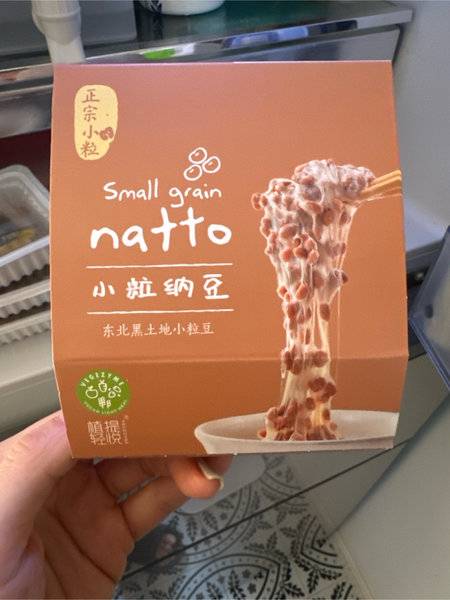 正宗小粒
Small grain
natto
小粒纳豆
东北黑土地小粒豆
VEGEZYME
植提
轻悦